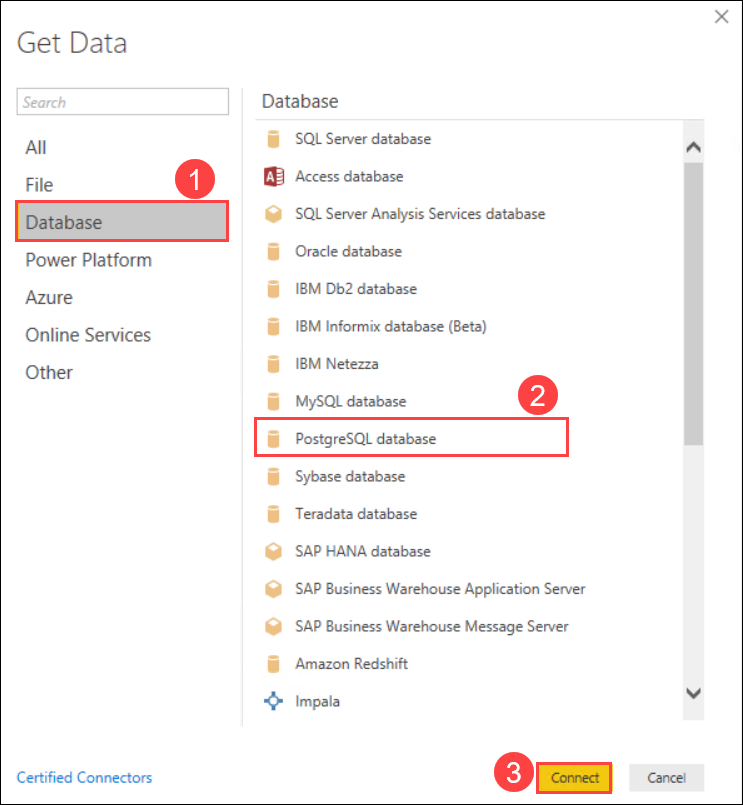 Get Data
Search
All
File
1
Database
Power Platform
Azure
Online Services
Other
Database
SQL Server database
Access database
SQL Server Analysis Services database
Oracle database
IBM Db2 database
IBM Informix database (Beta)
IBM Netezza
MySQL database
2
PostgreSQL database
Sybase database
Teradata database
SAP HANA database
SAP Business Warehouse Application Server
SAP Business Warehouse Message Server
Amazon Redshift
Impala
Certified Connectors
3
Connect
Cancel